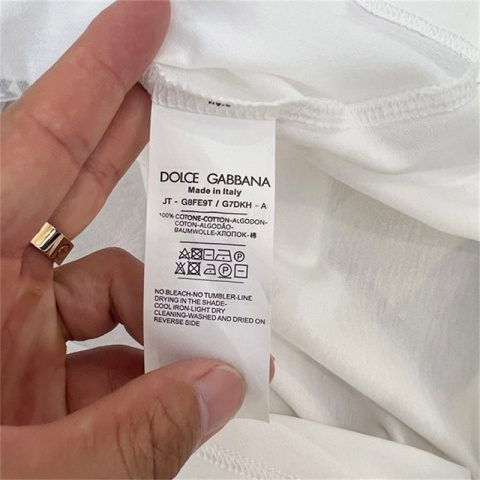 DOLCE GABBANA
Made in Italy
JT - G8FE9T / G7DKH - A
100% COTONE-COTTON-ALGODON-
COTON-ALGODÃO-
BAUMWOLLE-ХЛОПОК-棉
NO BLEACH-NO TUMBLER-LINE
DRYING IN THE SHADE-
COOL IRON-LIGHT DRY
CLEANING-WASHED AND DRIED ON
REVERSE SIDE